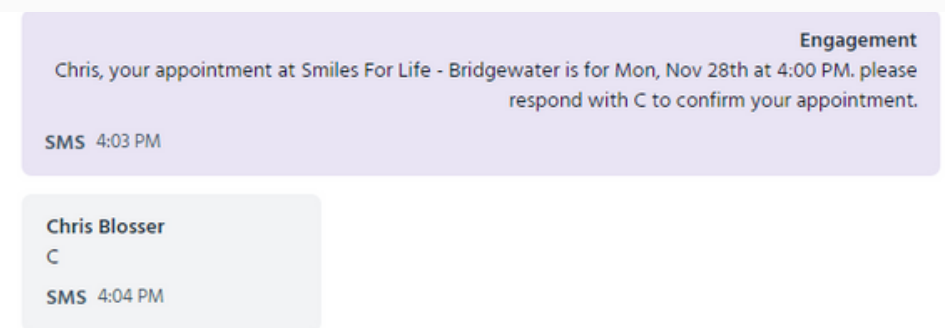 Engagement
Chris, your appointment at Smiles For Life - Bridgewater is for Mon, Nov 28th at 4:00 PM. please
respond with C to confirm your appointment.
SMS 4:03 PM
Chris Blosser
C
SMS 4:04 PM